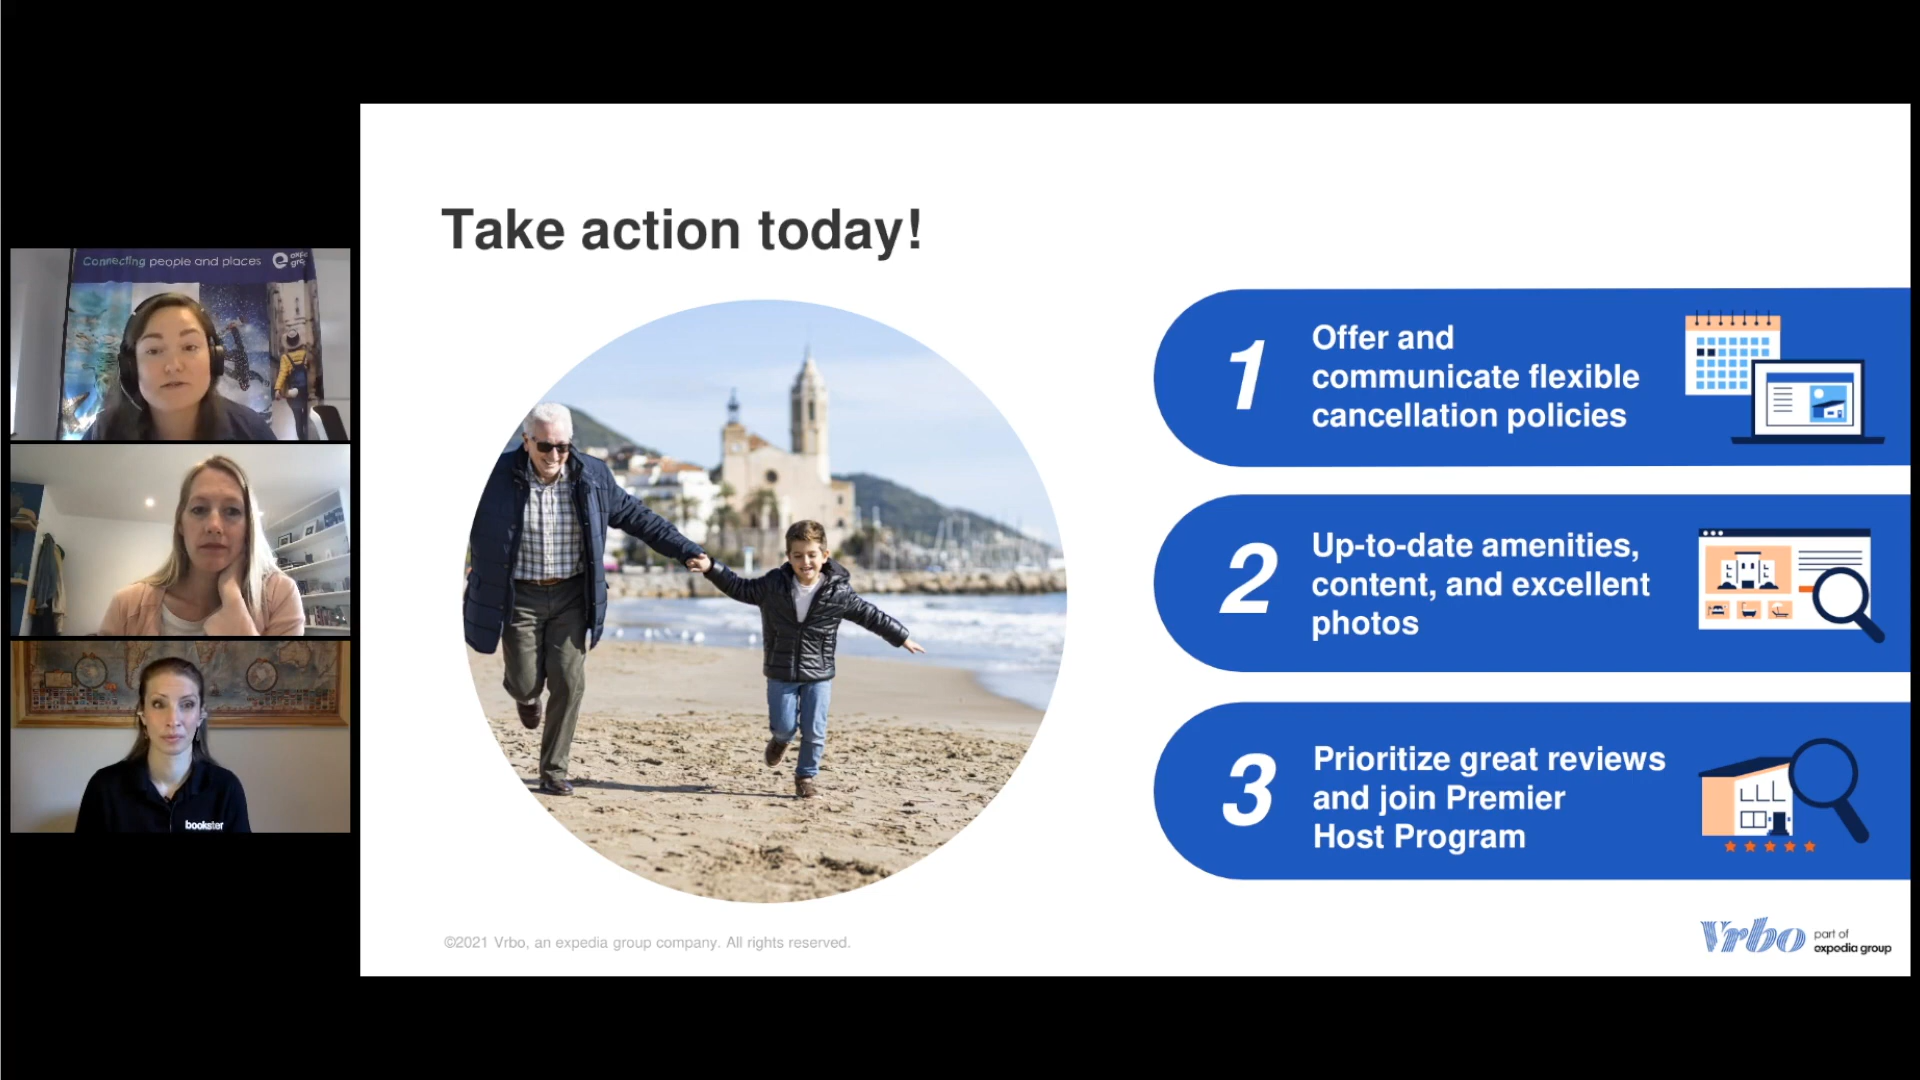 Connecting people and places
Take action today!
1
Offer and
communicate flexible
cancellation policies
2
Up-to-date amenities,
content, and excellent
photos
3
Prioritize great reviews
and join Premier
Host Program
bookster
©2021 Vrbo, an expedia group company. All rights reserved.
Vrbo
part of
expedia group